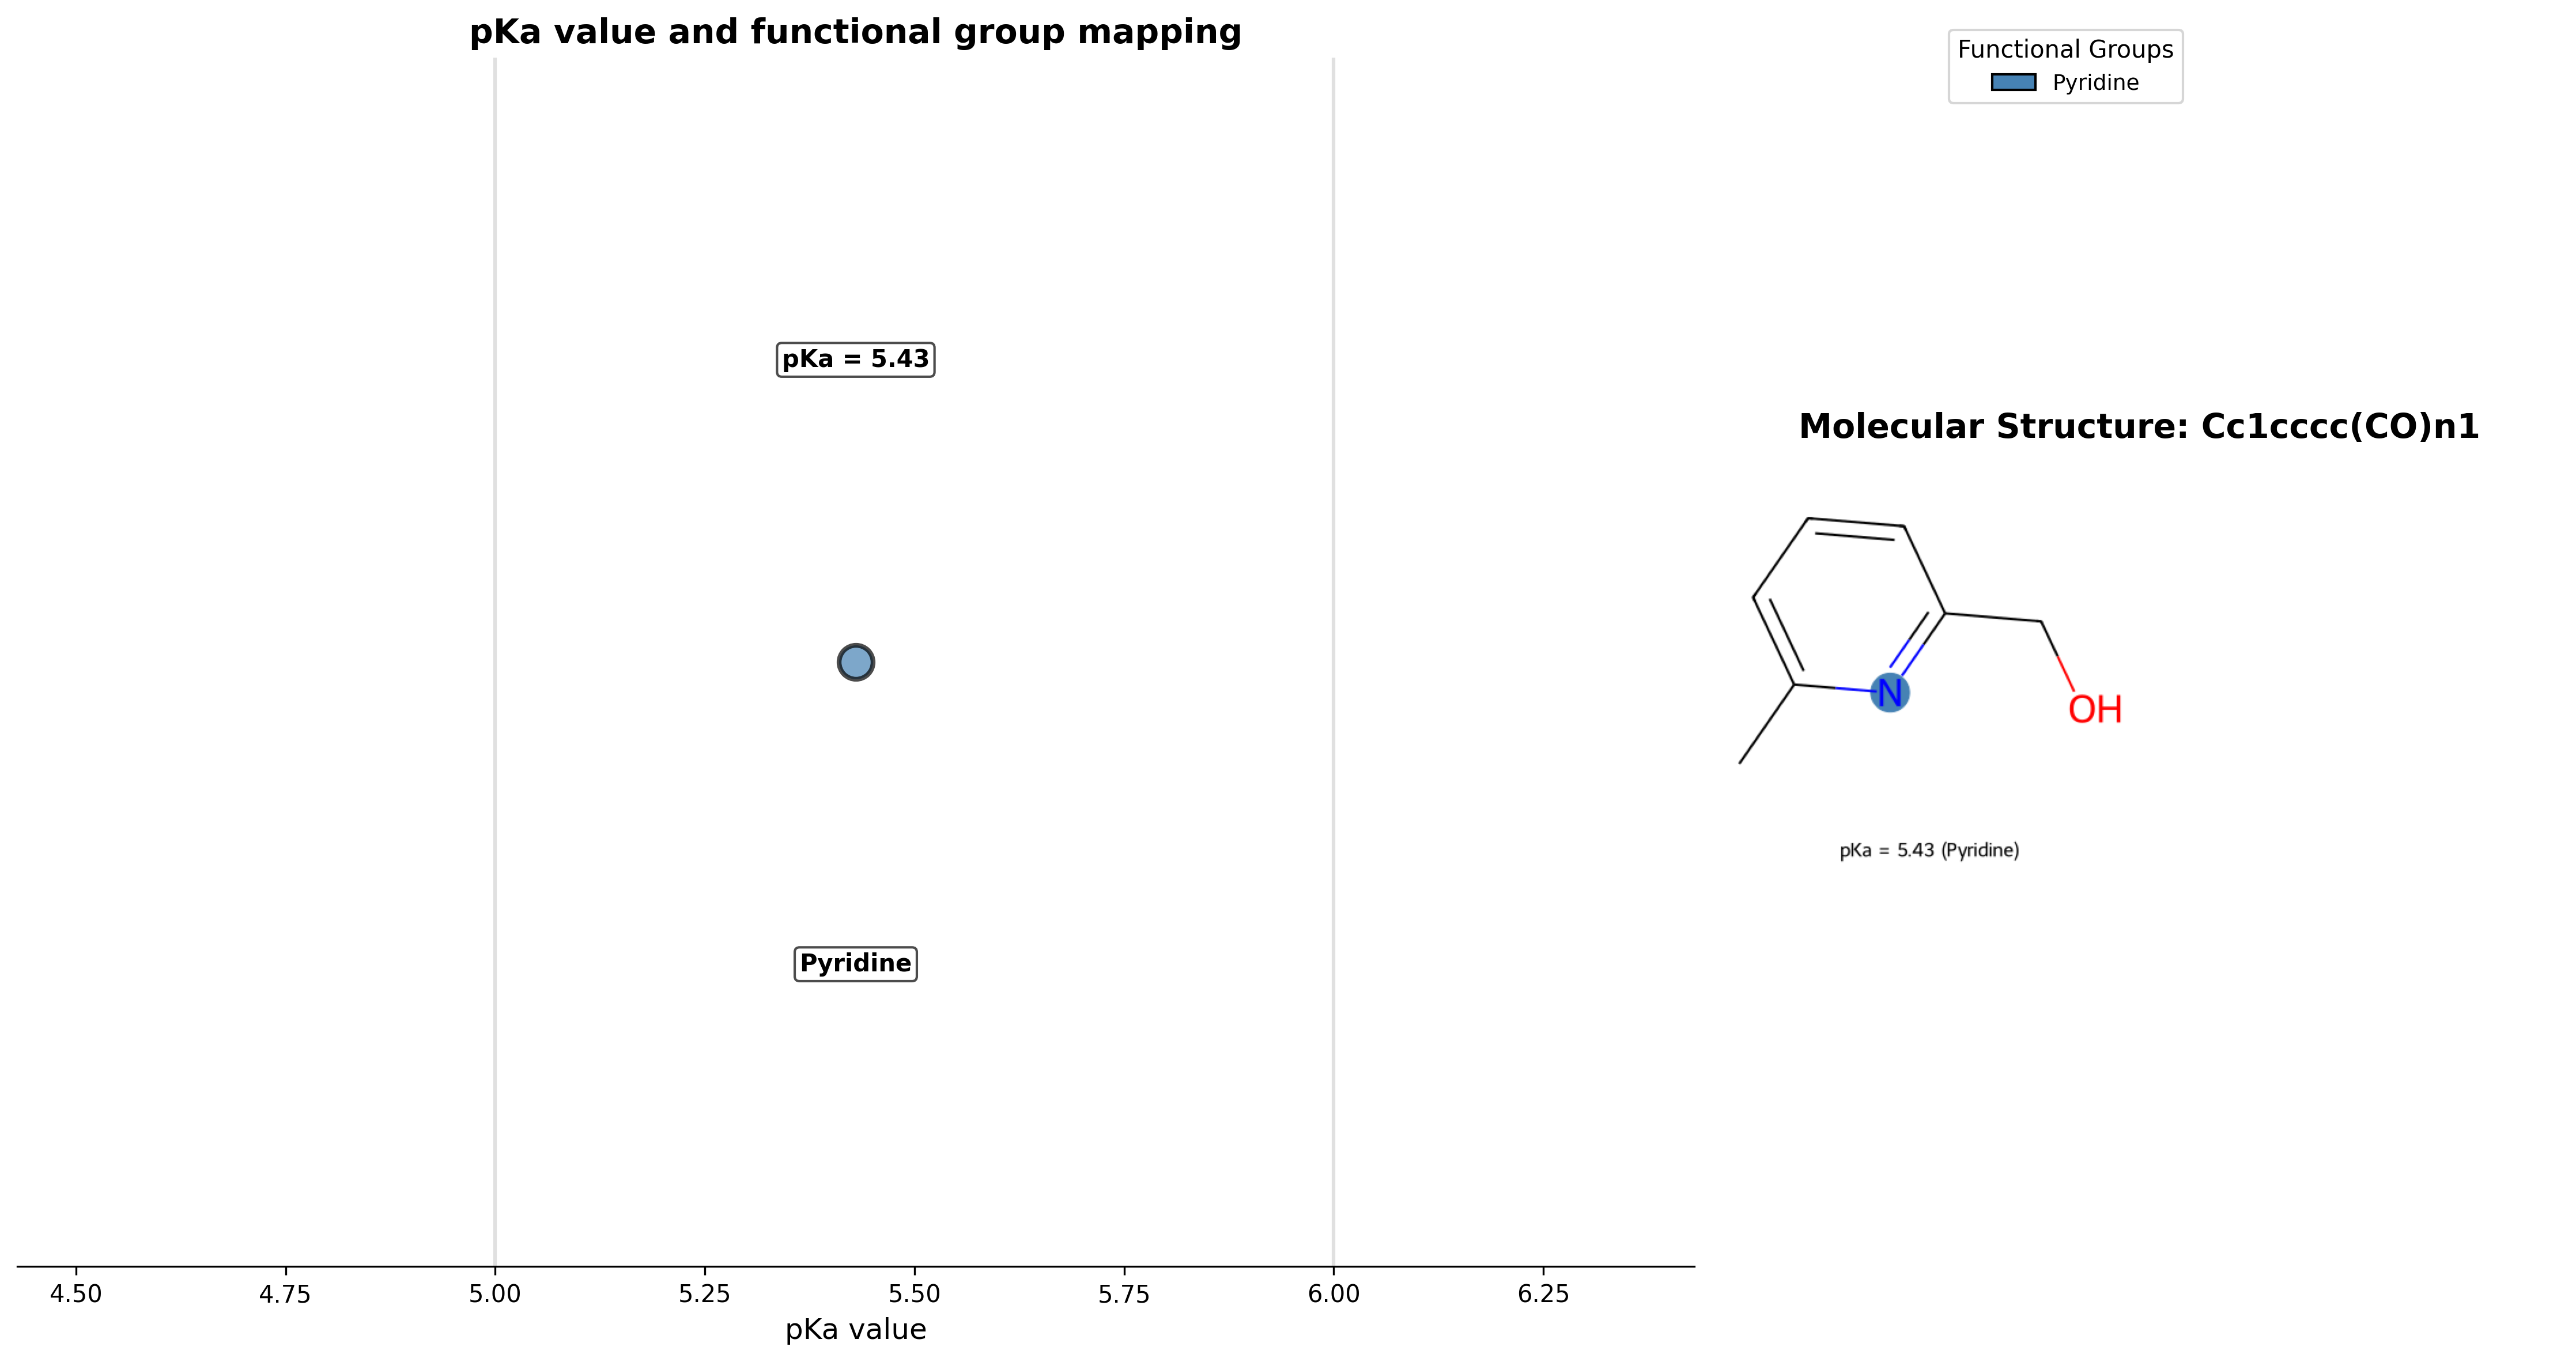 pKa value and functional group mapping
Functional Groups
Pyridine
pKa = 5.43
Molecular Structure: Cc1cccc(CO)n1
N
OH
pKa = 5.43 (Pyridine)
Pyridine
4.50 4.75 5.00 5.25 5.50 5.75 6.00 6.25
pKa value